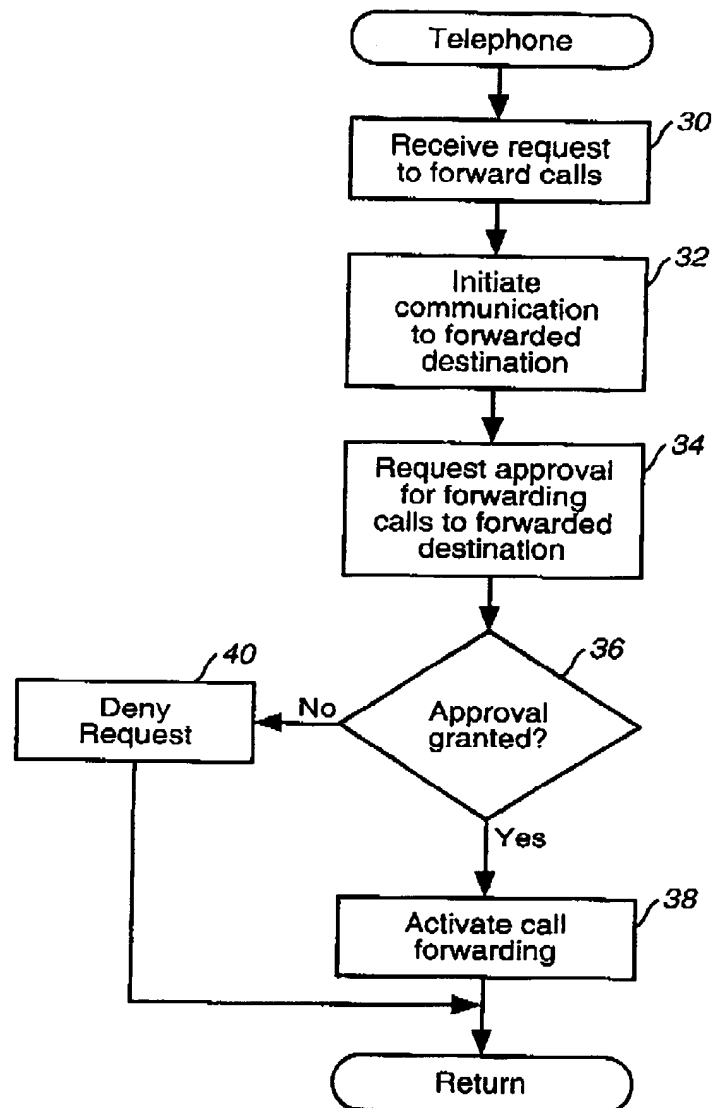 Telephone
30
Receive request
to forward calls
32
Initiate
communication
to forwarded
destination
34
Request approval
for forwarding
calls to forwarded
destination
36
Approval
granted?
40
Deny
Request
No
Yes
38
Activate call
forwarding
Return